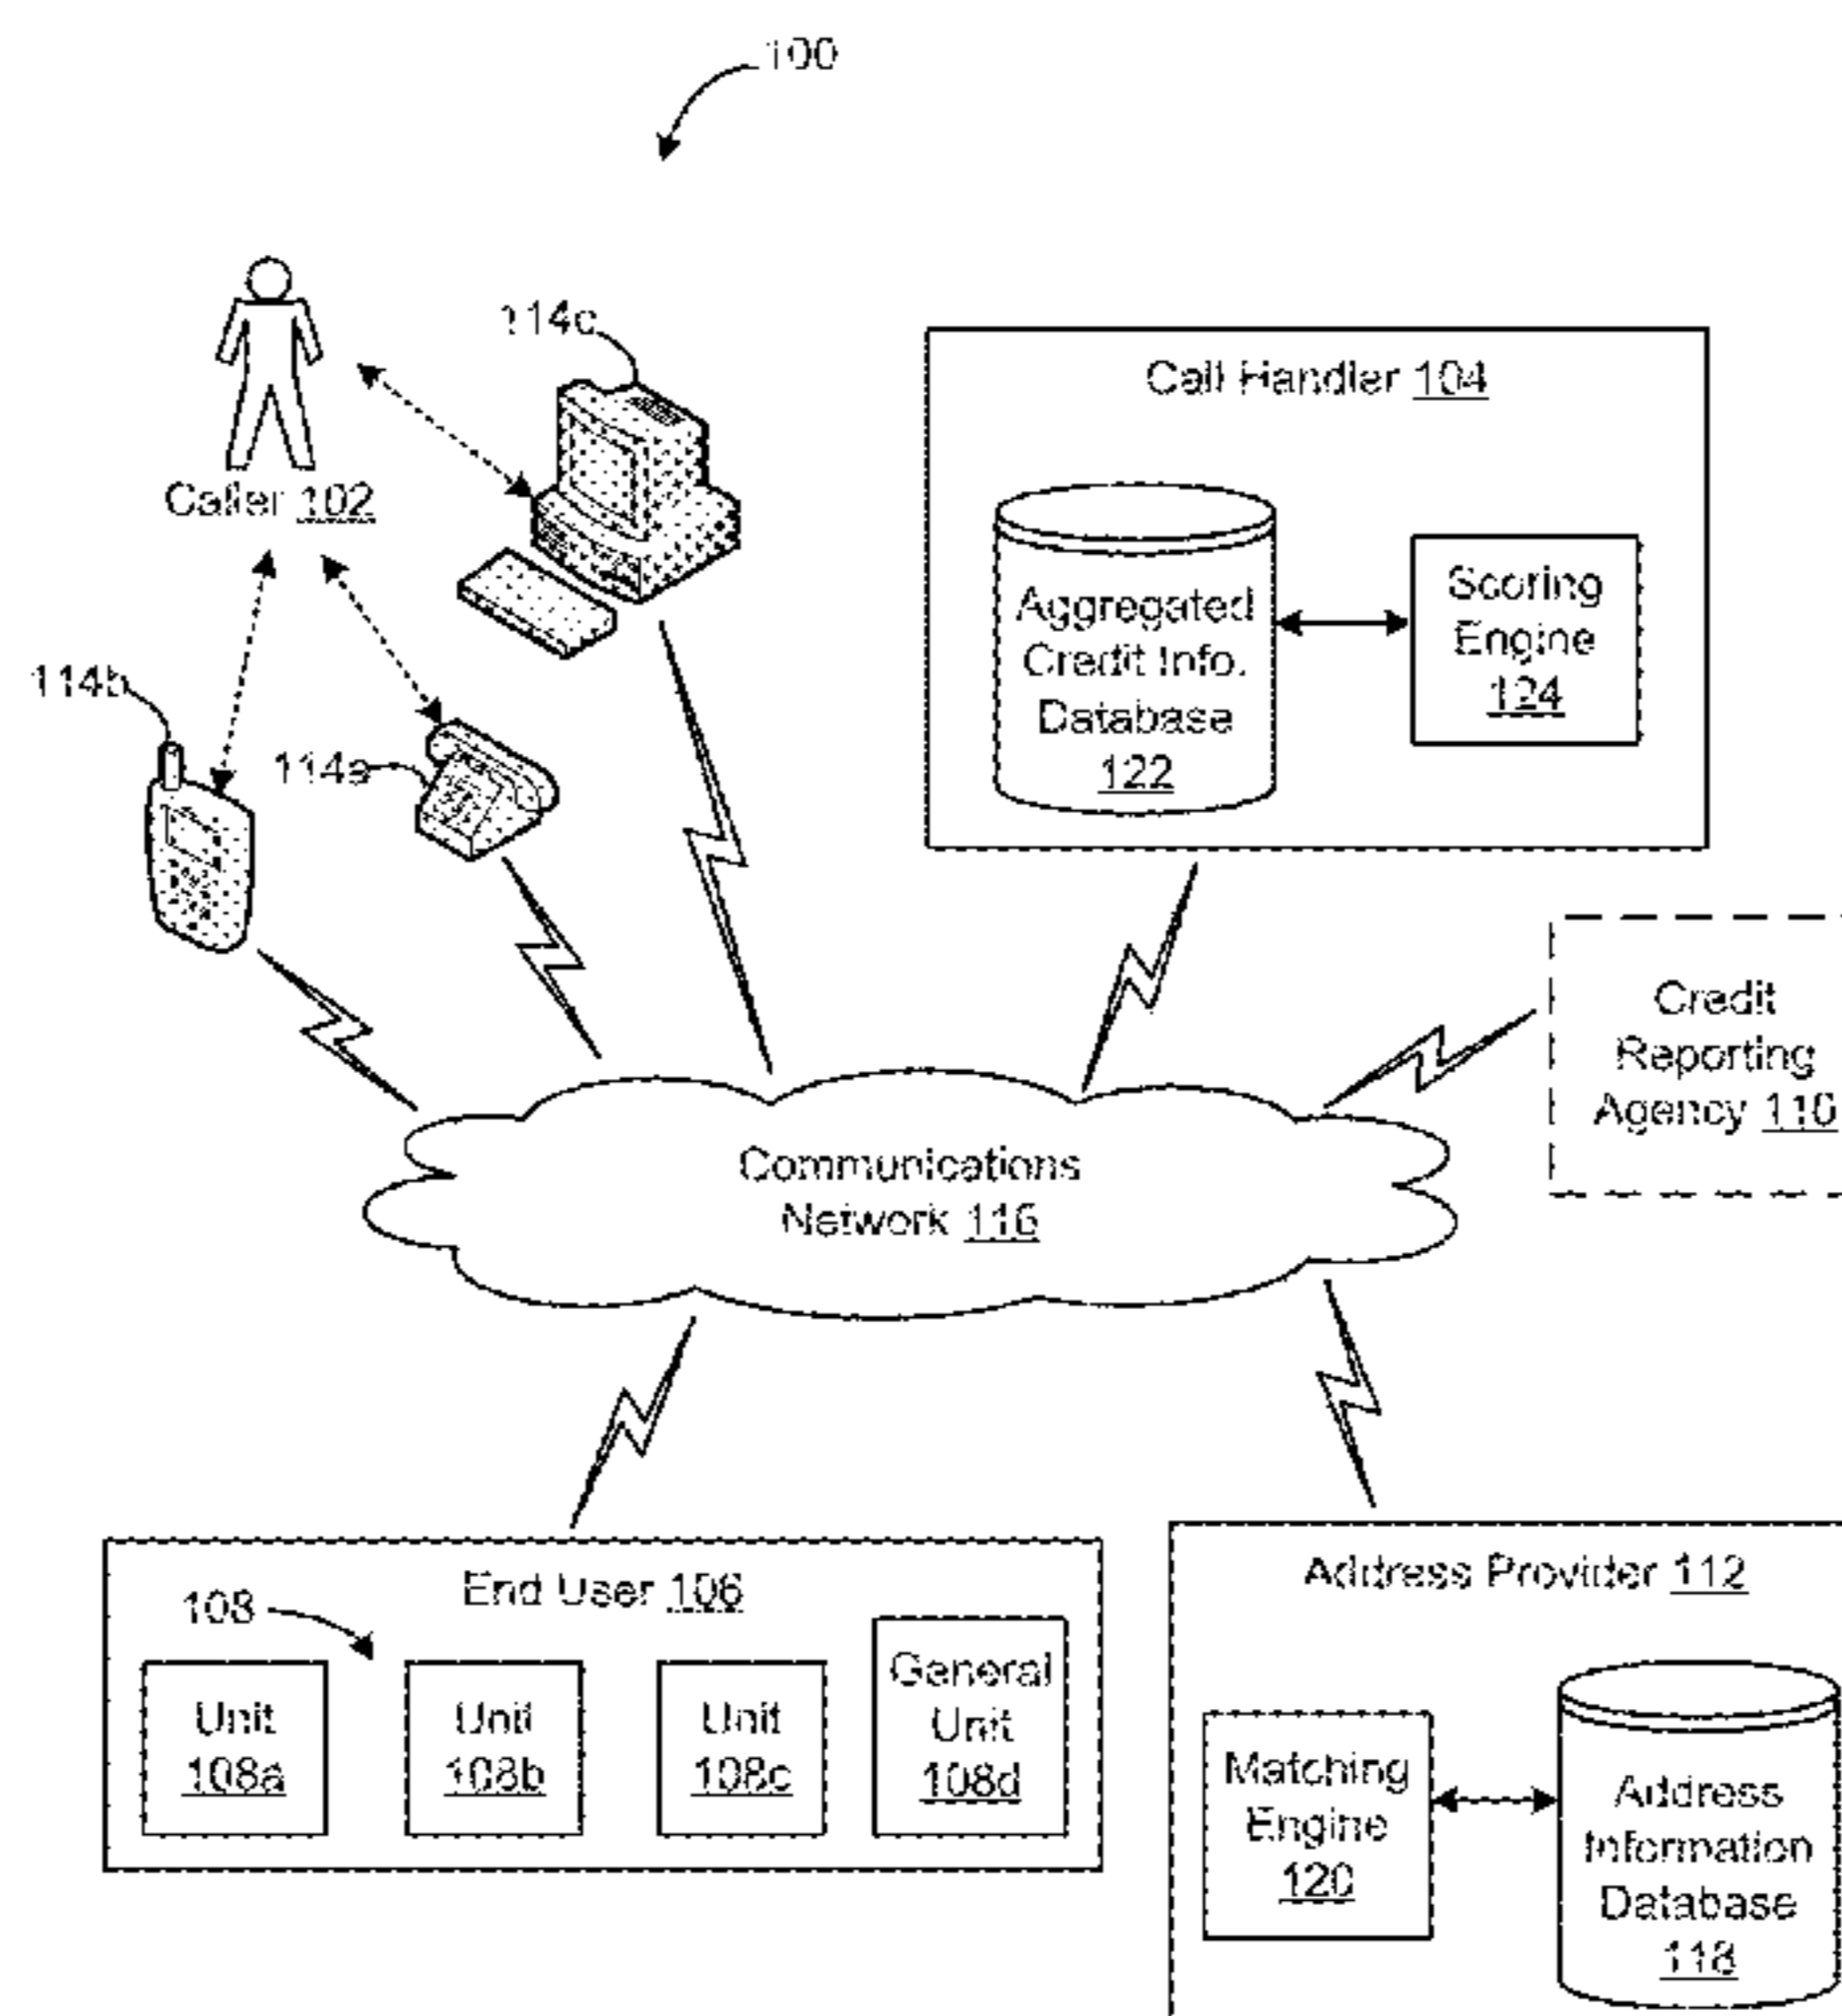 100
114c
Caller 102
114b
114a
Call Handler 104
Aggregated
Credit Info.
Database
122
Scoring
Engine
124
Credit
Reporting
Agency 110
Communications
Network 116
End User 106
108
Unit
108a
Unit
108b
Unit
108c
General
Unit
108d
Address Provider 112
Matching
Engine
120
Address
Information
Database
118